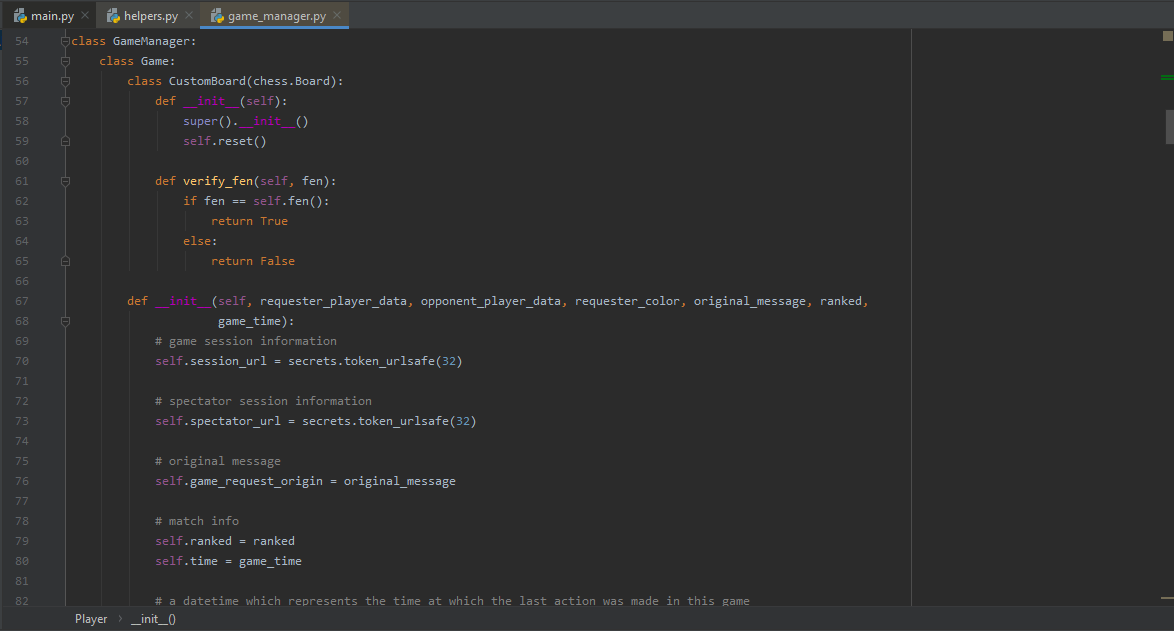 main.py helpers.py game_manager.py
54 class GameManager:
55 class Game:
56 class CustomBoard(chess.Board):
57 def __init__(self):
58 super().__init__()
59 self.reset()
60
61 def verify_fen(self, fen):
62 if fen == self.fen():
63 return True
64 else:
65 return False
66
67 def __init__(self, requester_player_data, opponent_player_data, requester_color, original_message, ranked,
68 game_time):
69 # game session information
70 self.session_url = secrets.token_urlsafe(32)
71
72 # spectator session information
73 self.spectator_url = secrets.token_urlsafe(32)
74
75 # original message
76 self.game_request_origin = original_message
77
78 # match info
79 self.ranked = ranked
80 self.time = game_time
81
82 # a datetime which represents the time at which the last action was made in this game
Player › __init__()